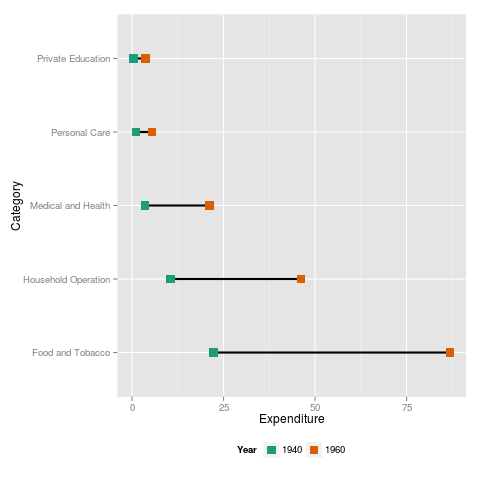 Private Education
Personal Care
Medical and Health
Household Operation
Food and Tobacco
Category
0 25 50 75
Expenditure
Year 1940 1960